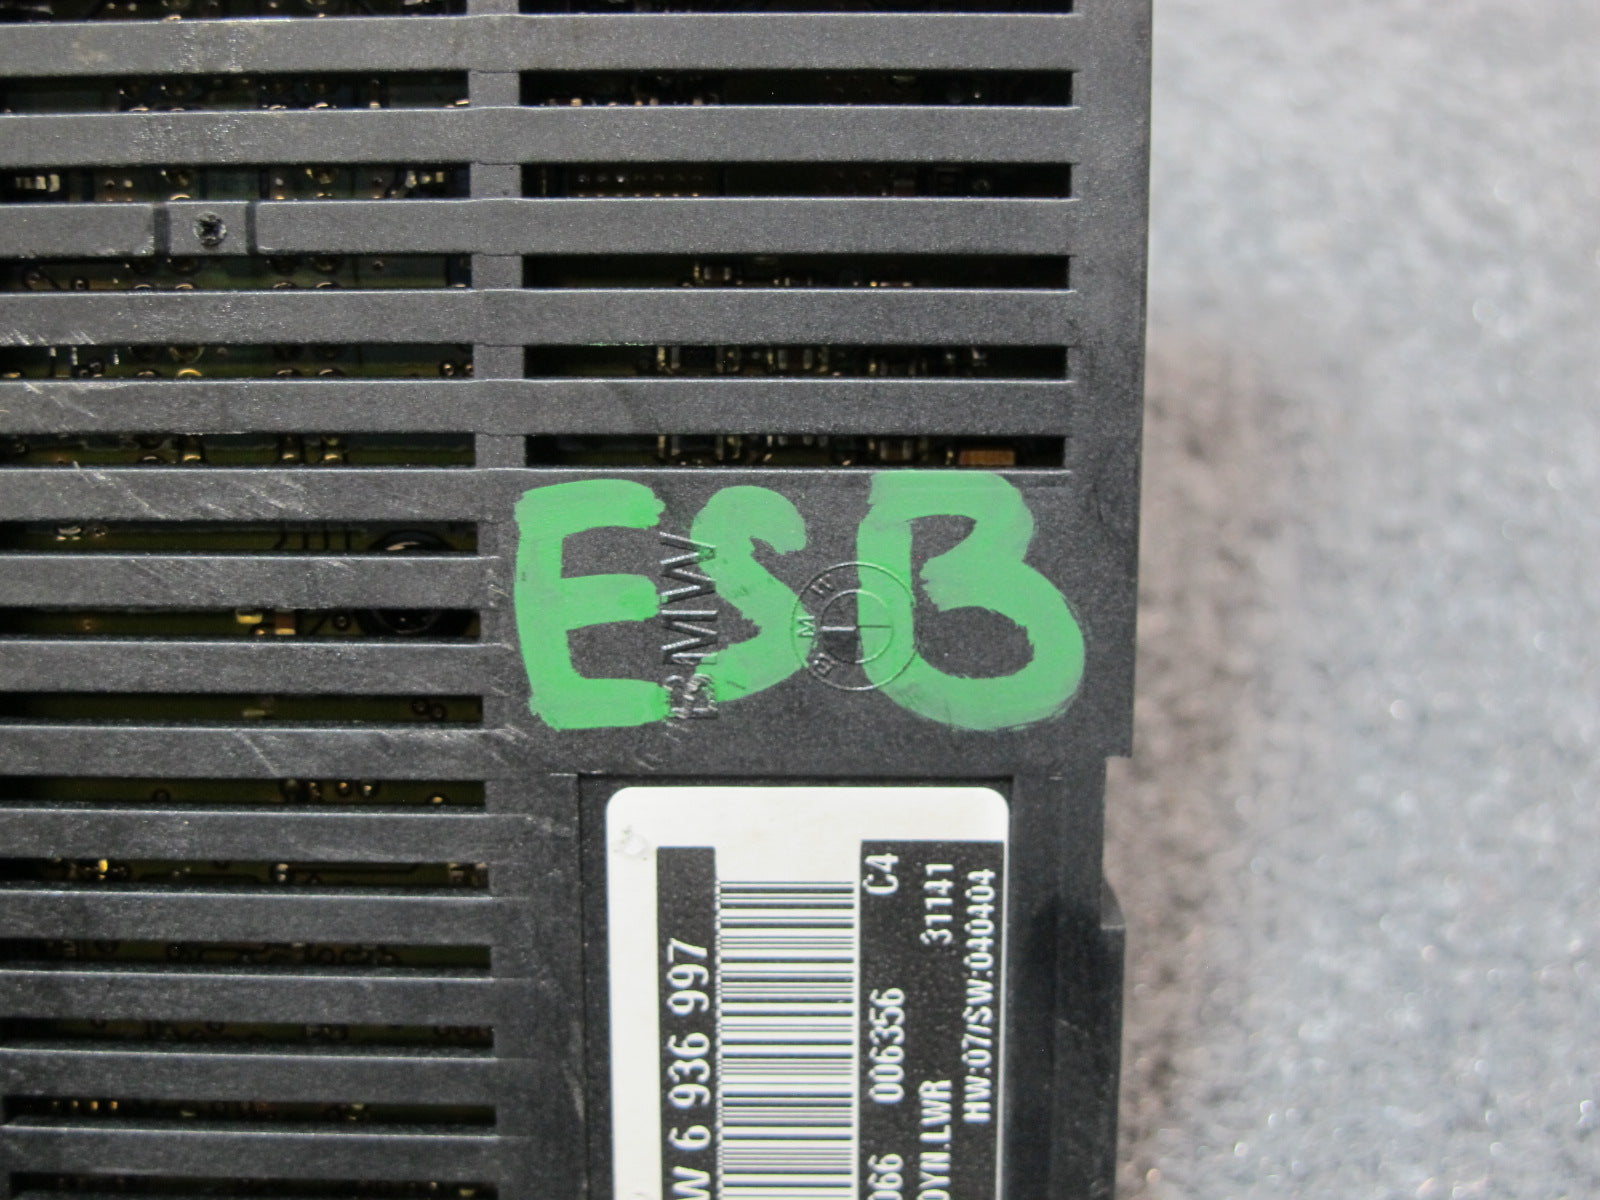 ESB
BMW
BMW
W 6 936 997
066 006356 C4
DYN.LWR 31141
HW:07/SW:040404